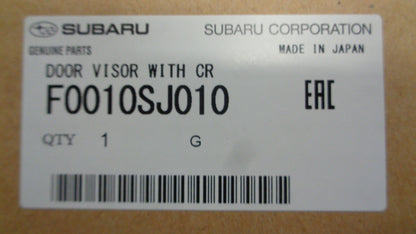 SUBARU SUBARU CORPORATION
GENUINE PARTS MADE IN JAPAN
DOOR VISOR WITH CR
F0010SJ010 EAC
QTY 1 G